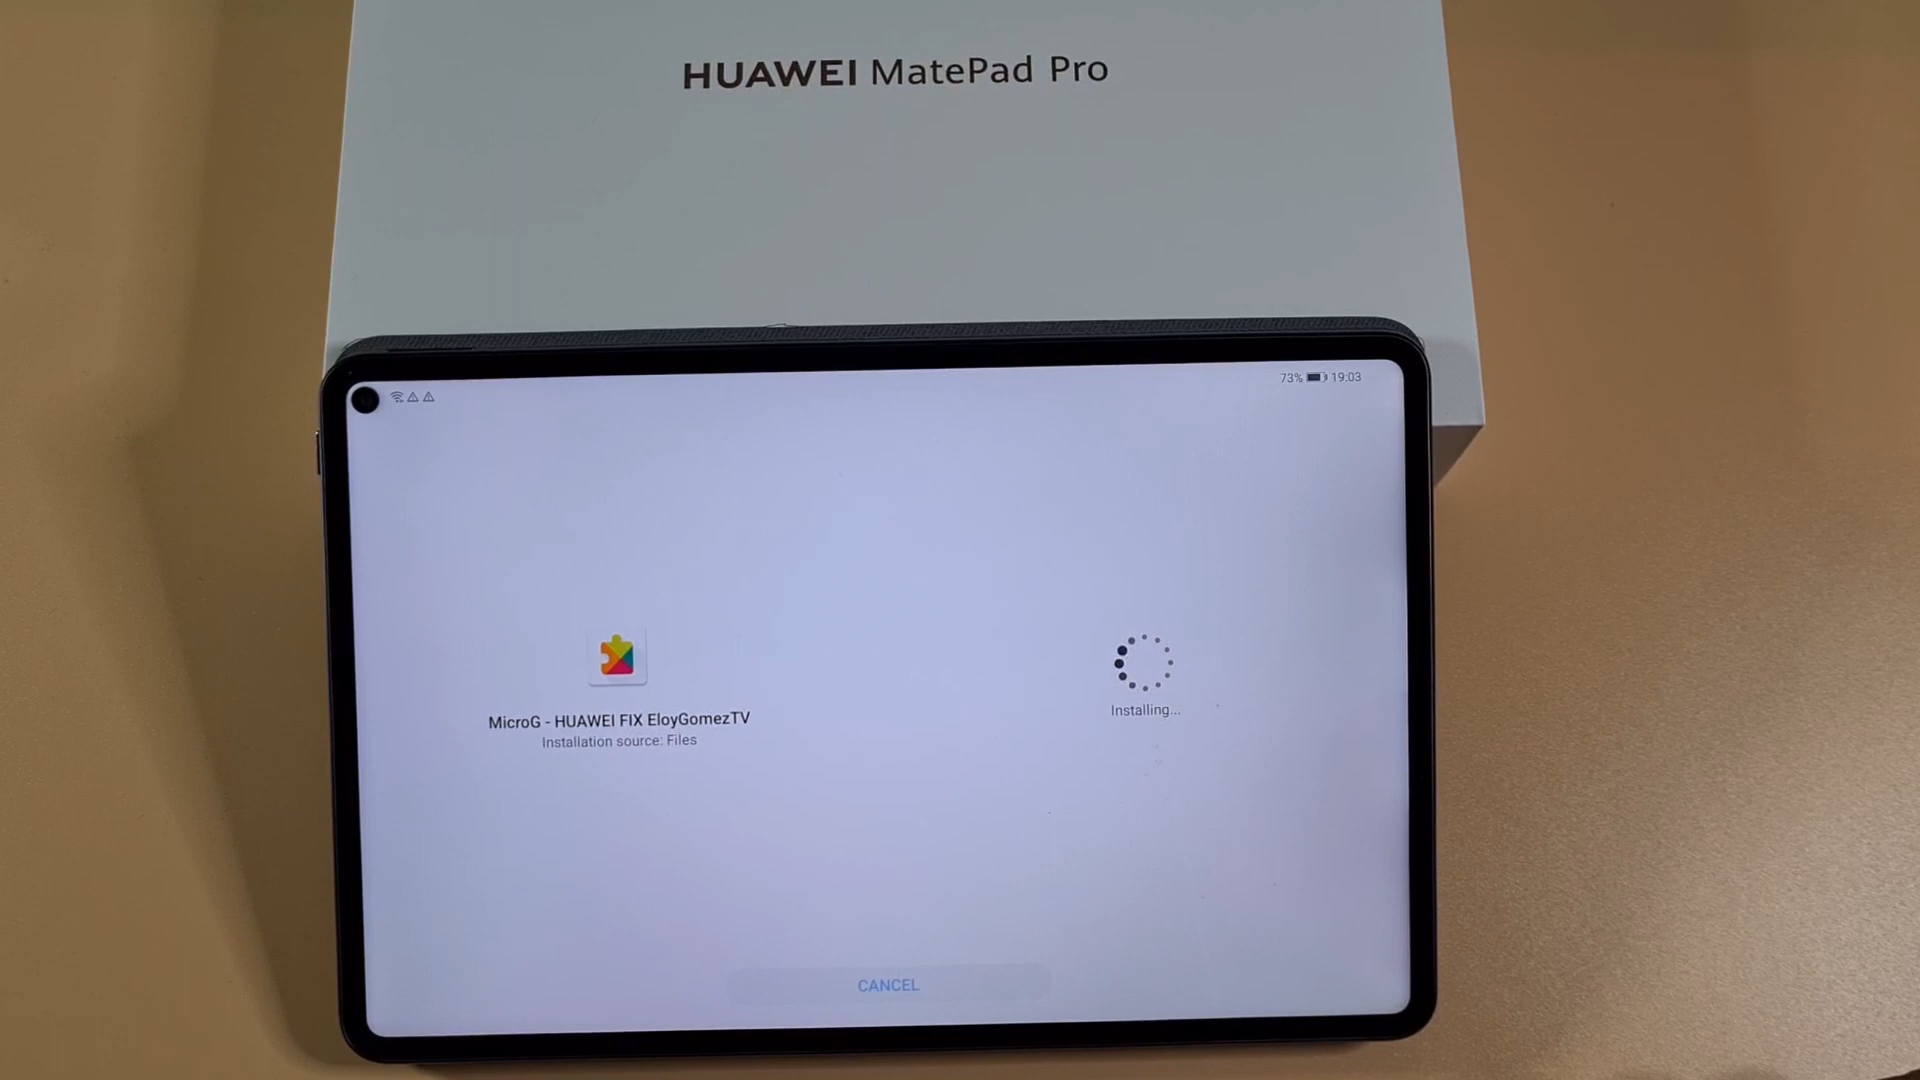 HUAWEI MatePad Pro
73% 19:03
MicroG - HUAWEI FIX EloyGomezTV
Installation source: Files
Installing...
CANCEL